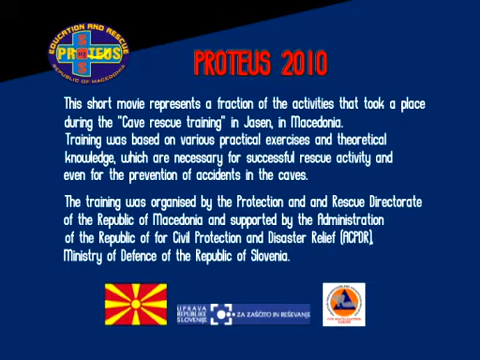 EDUCATION AND RESCUE
PROTEUS
REPUBLIC OF MACEDONIA
PROTEUS 2010
This short movie represents a fraction of the activities that took a place
during the "Cave rescue training" in Jasen, in Macedonia.
Training was based on various practical exercises and theoretical
knowledge, which are necessary for successful rescue activity and
even for the prevention of accidents in the caves.
The training was organised by the Protection and and Rescue Directorate
of the Republic of Macedonia and supported by the Administration
of the Republic of for Civil Protection and Disaster Relief (ACPDR),
Ministry of Defence of the Republic of Slovenia.
UPRAVA
REPUBLIKE
SLOVENIJE
ZA ZAŠČITO IN REŠEVANJE